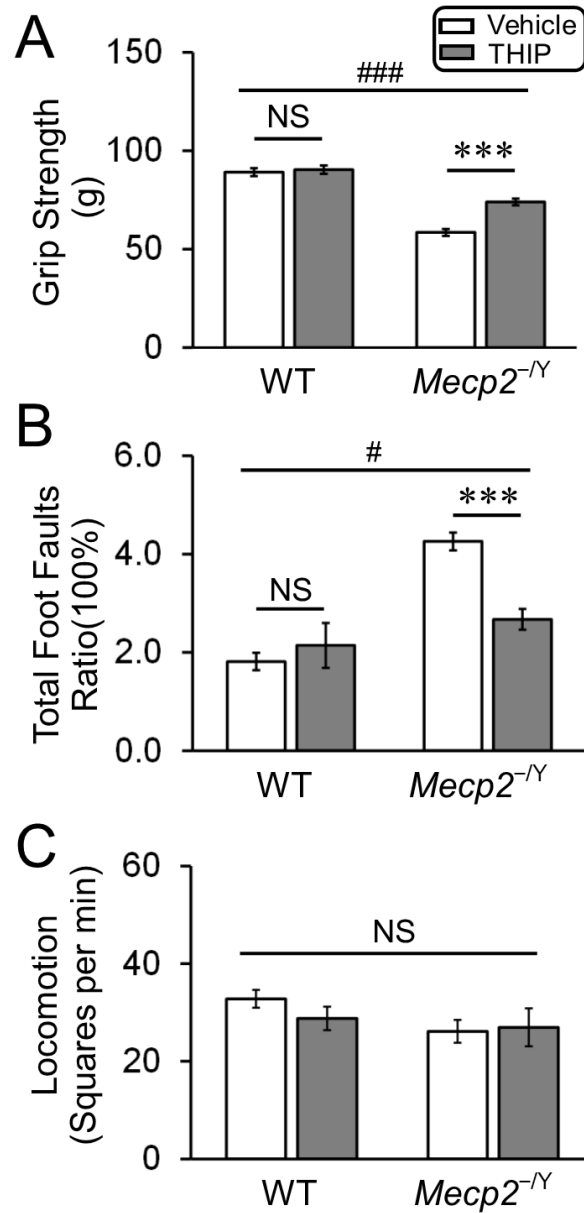 A
Vehicle
THIP
Grip Strength
(g)
150
100
50
0
###
NS
***
WT
Mecp2⁻/ʸ
B
Total Foot Faults
Ratio(100%)
6.0
4.0
2.0
0.0
#
NS
***
WT
Mecp2⁻/ʸ
C
Locomotion
(Squares per min)
60
40
20
0
NS
WT
Mecp2⁻/ʸ